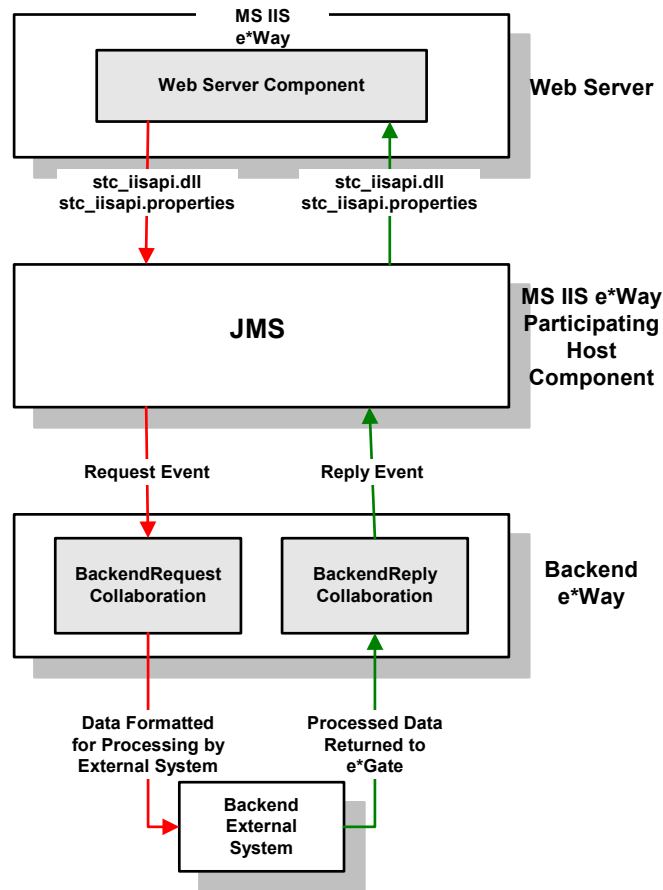 MS IIS
e*Way
Web Server Component
Web Server
stc_iisapi.dll
stc_iisapi.properties
stc_iisapi.dll
stc_iisapi.properties
JMS
MS IIS e*Way
Participating
Host
Component
Request Event
Reply Event
BackendRequest
Collaboration
BackendReply
Collaboration
Backend
e*Way
Data Formatted
for Processing by
External System
Processed Data
Returned to
e*Gate
Backend
External
System